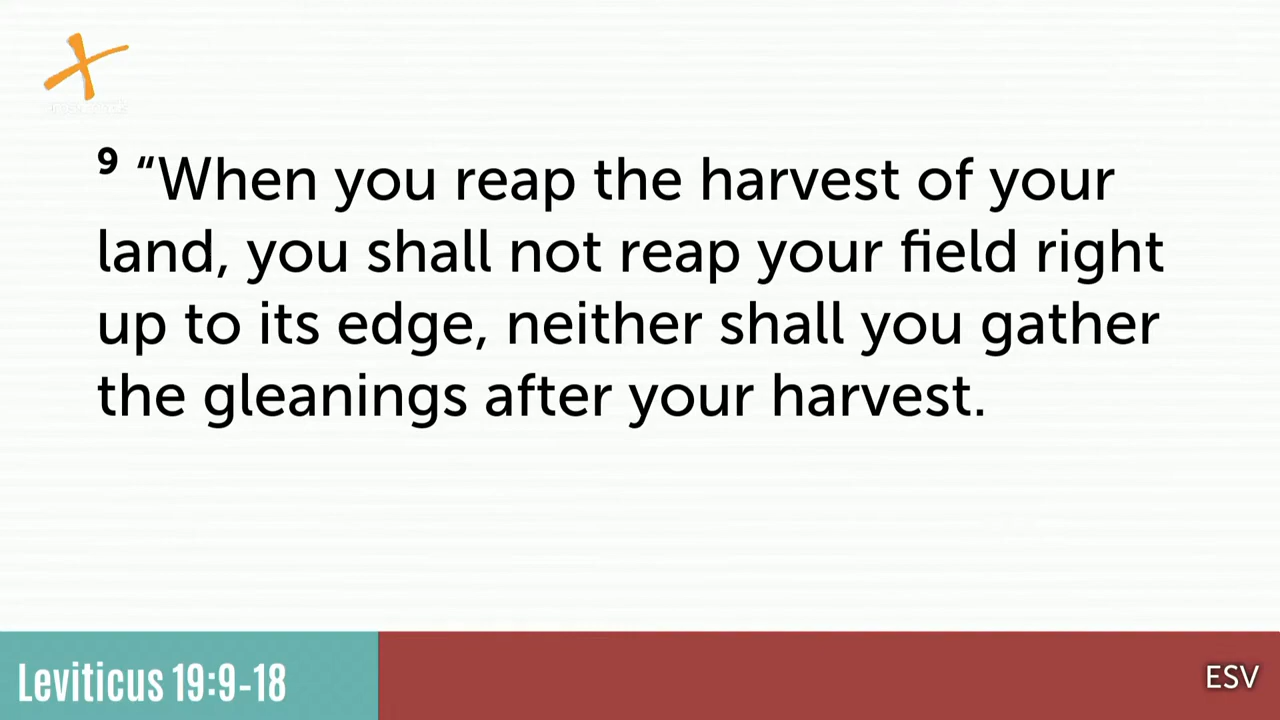 9 “When you reap the harvest of your
land, you shall not reap your field right
up to its edge, neither shall you gather
the gleanings after your harvest.
Leviticus 19:9-18
ESV